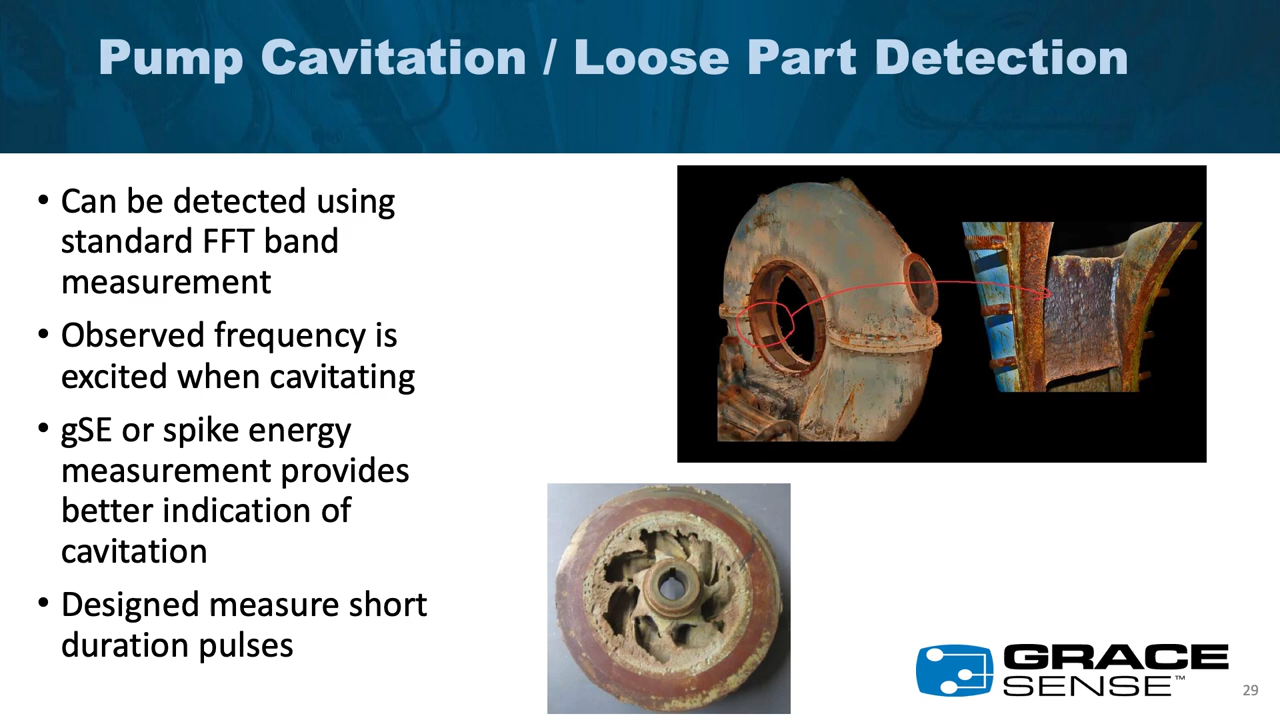 Pump Cavitation / Loose Part Detection
• Can be detected using
standard FFT band
measurement
• Observed frequency is
excited when cavitating
• gSE or spike energy
measurement provides
better indication of
cavitation
• Designed measure short
duration pulses
GRACE
SENSE™
29